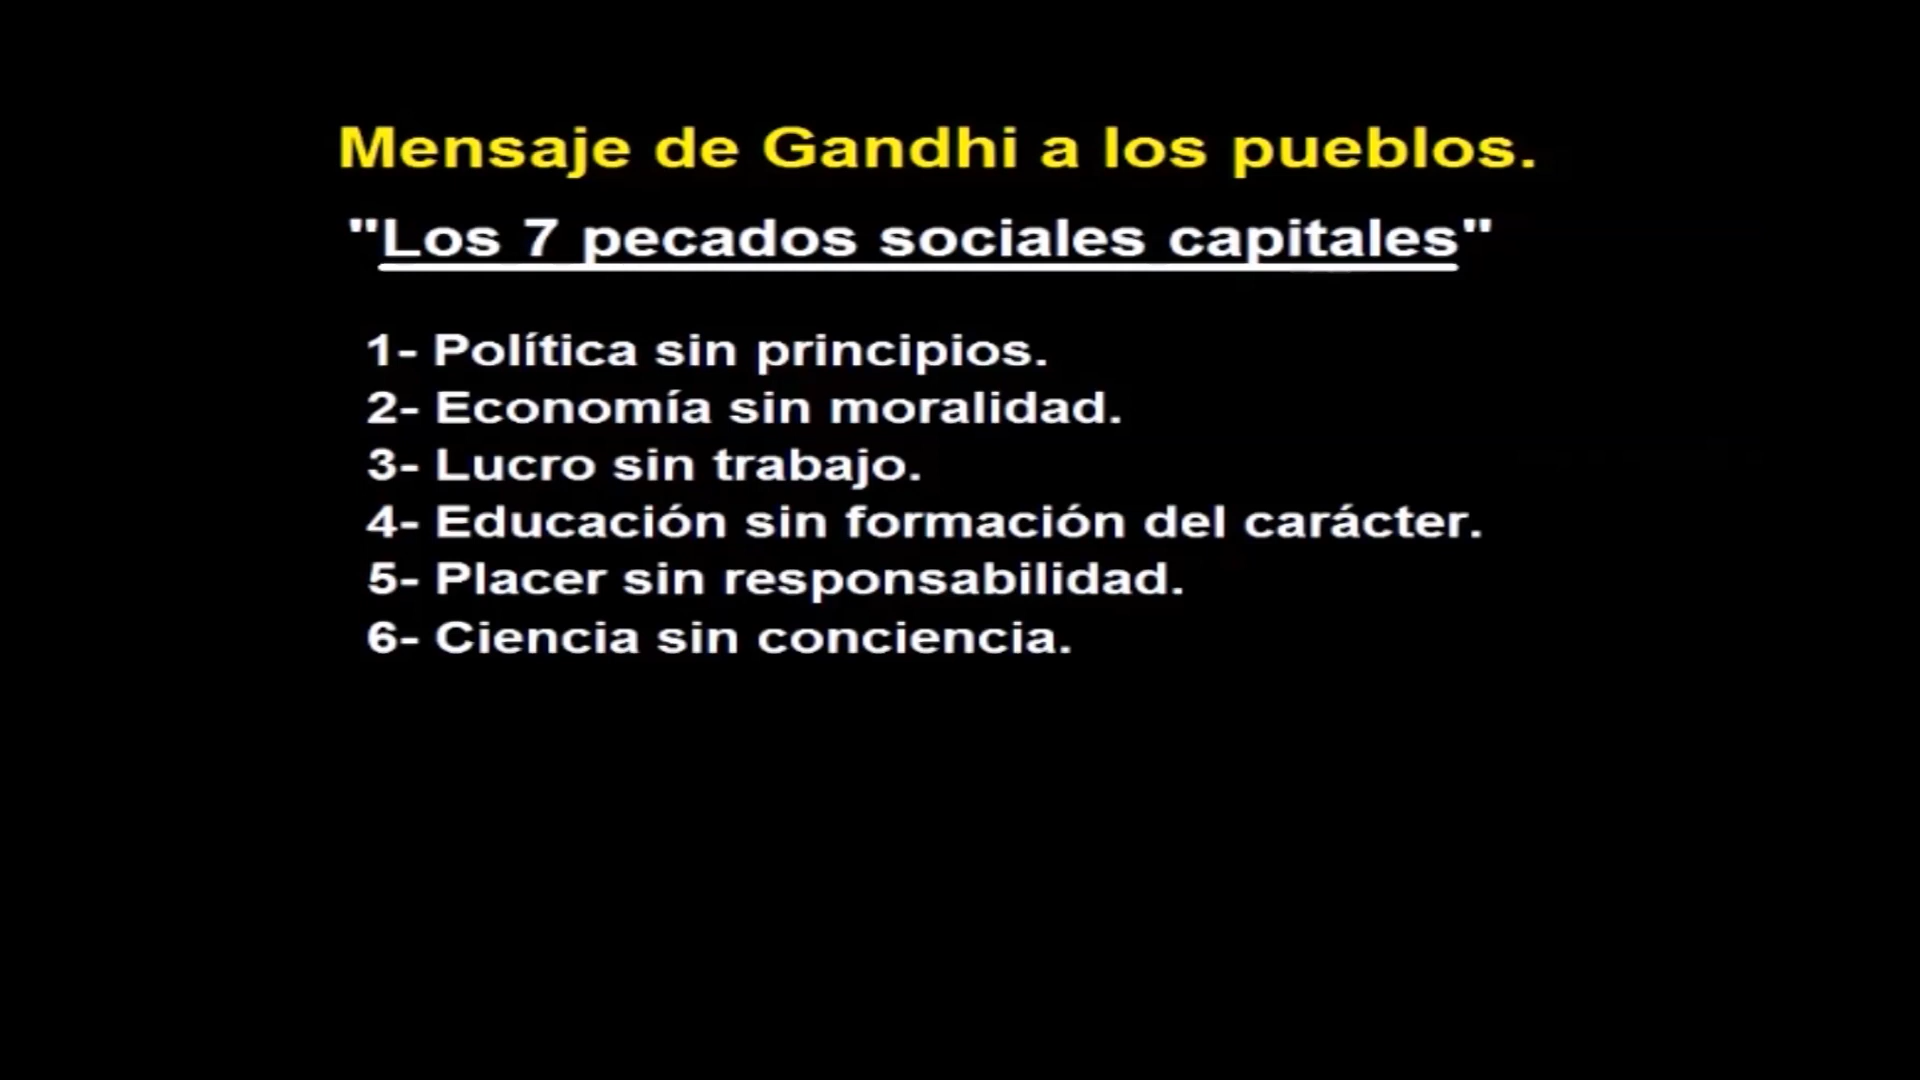 Mensaje de Gandhi a los pueblos.
"Los 7 pecados sociales capitales"
1- Política sin principios.
2- Economía sin moralidad.
3- Lucro sin trabajo.
4- Educación sin formación del carácter.
5- Placer sin responsabilidad.
6- Ciencia sin conciencia.